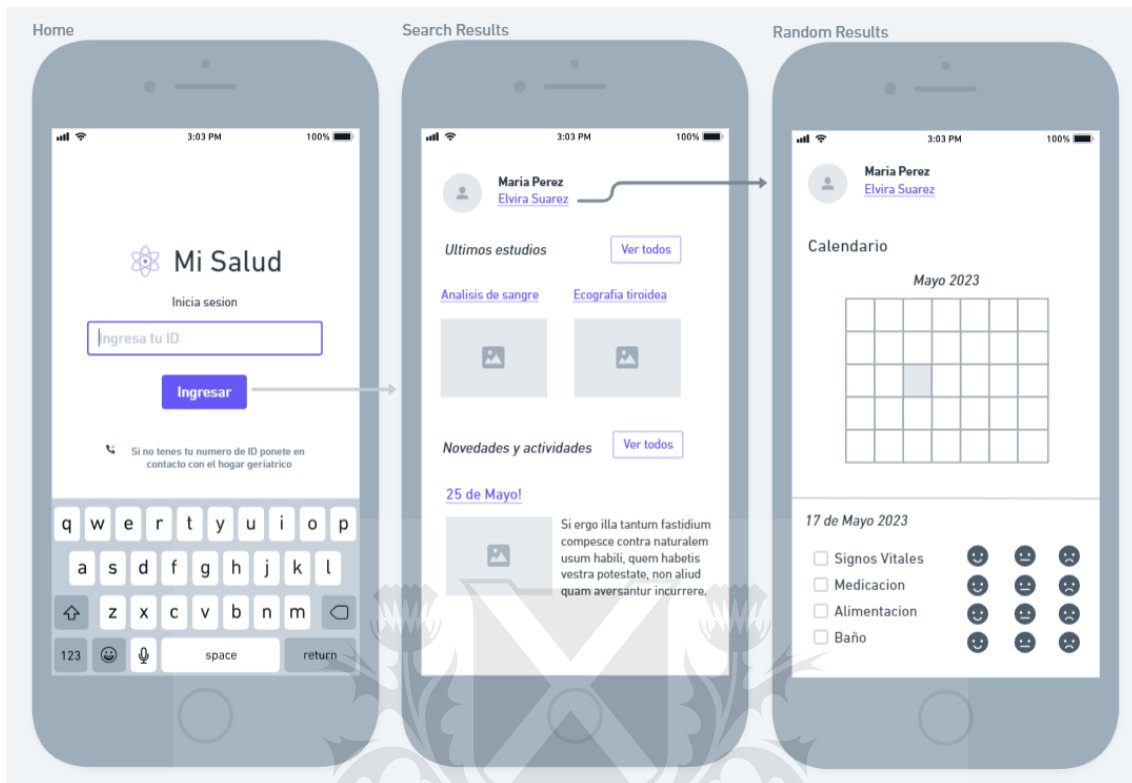 Home
3:03 PM
100%
Mi Salud
Inicia sesion
Ingresa tu ID
Ingresar
Si no tenes tu numero de ID ponete en
contacto con el hogar geriatrico
q w e r t y u i o p
a s d f g h j k l
z x c v b n m
123
space
return
Search Results
3:03 PM
100%
Maria Perez
Elvira Suarez
Ultimos estudios
Ver todos
Analisis de sangre
Ecografia tiroidea
Novedades y actividades
Ver todos
25 de Mayo!
Si ergo illa tantum fastidium
compesce contra naturalem
usum habili, quem habetis
vestra potestate, non aliud
quam aversantur incurrere.
Random Results
3:03 PM
100%
Maria Perez
Elvira Suarez
Calendario
Mayo 2023
17 de Mayo 2023
Signos Vitales
Medicacion
Alimentacion
Baño